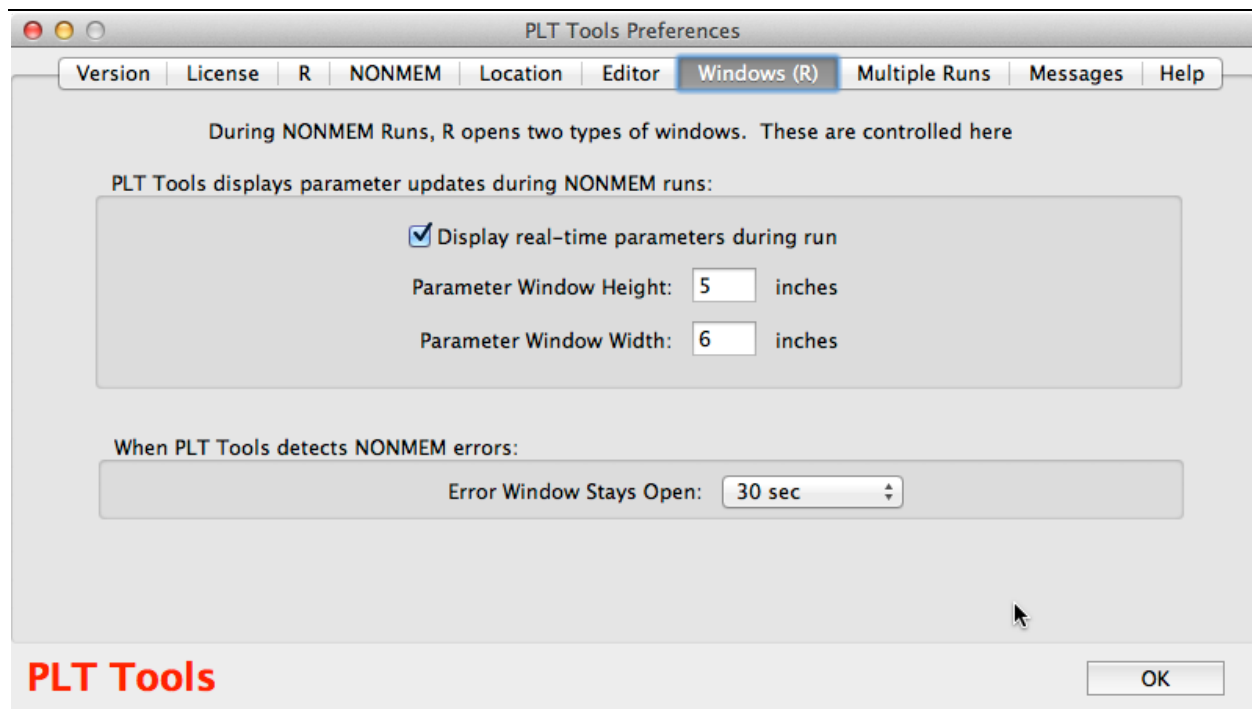 PLT Tools Preferences
Version License R NONMEM Location Editor Windows (R) Multiple Runs Messages Help
During NONMEM Runs, R opens two types of windows.  These are controlled here
PLT Tools displays parameter updates during NONMEM runs:
Display real-time parameters during run
Parameter Window Height: 5 inches
Parameter Window Width: 6 inches
When PLT Tools detects NONMEM errors:
Error Window Stays Open: 30 sec
PLT Tools OK